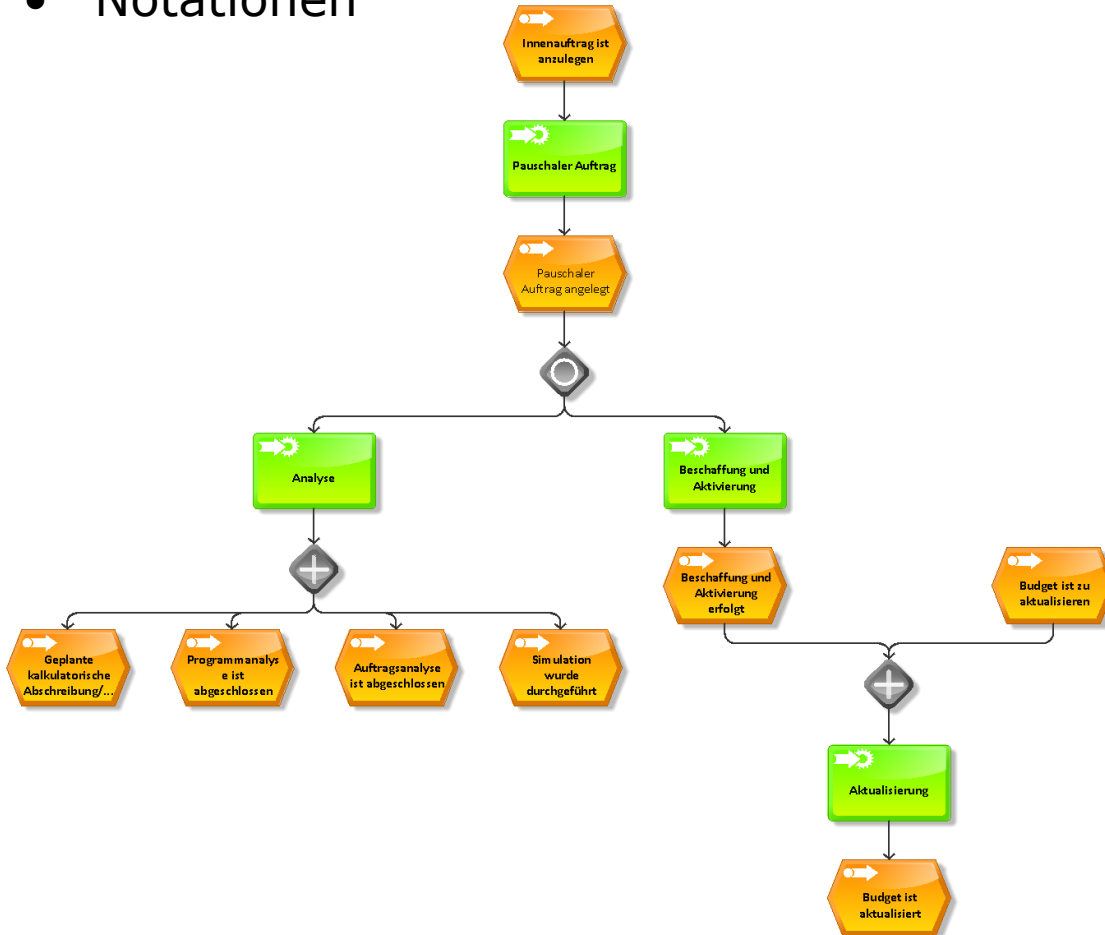 • Notationen
Innenauftrag ist
anzulegen
Pauschaler Auftrag
Pauschaler
Auftrag angelegt
Analyse
Beschaffung und
Aktivierung
Beschaffung und
Aktivierung
erfolgt
Budget ist zu
aktualisieren
Geplante
kalkulatorische
Abschreibung/...
Programmanalys
e ist
abgeschlossen
Auftragsanalyse
ist abgeschlossen
Simulation
wurde
durchgeführt
Aktualisierung
Budget ist
aktualisiert